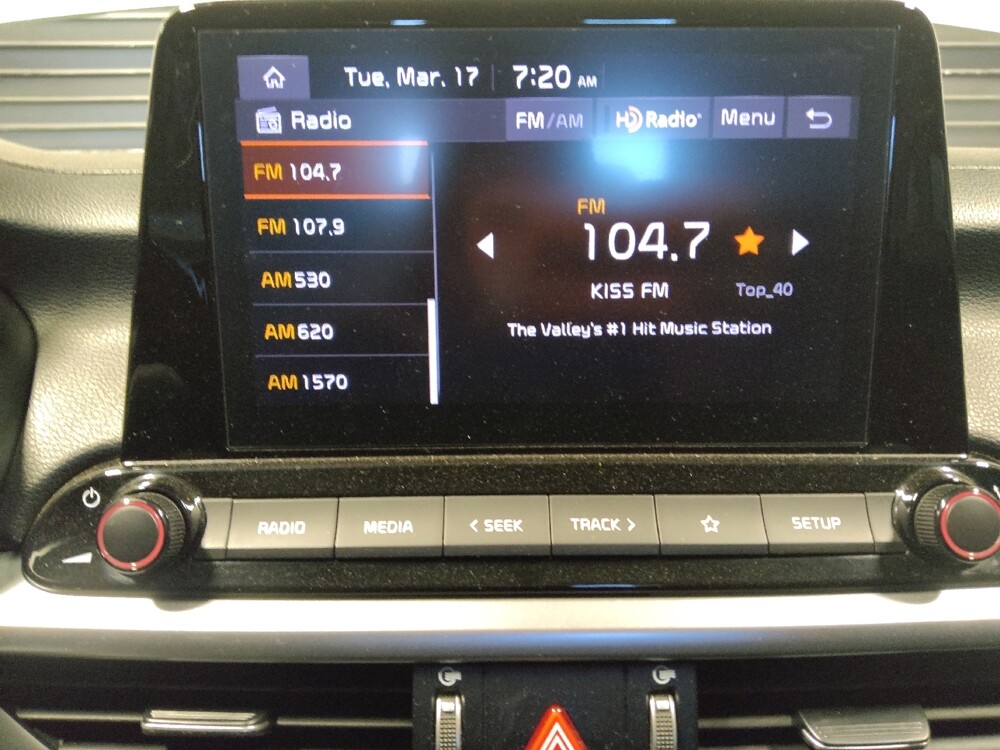 Tue, Mar. 17 7:20 AM
Radio FM/AM HD Radio Menu
FM 104.7
FM 107.9
AM 530
AM 620
AM 1570
FM
104.7
KISS FM Top_40
The Valley's #1 Hit Music Station
RADIO MEDIA < SEEK TRACK > SETUP